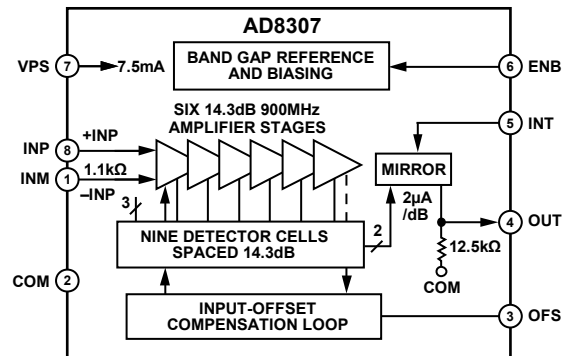 AD8307
VPS 7 7.5mA
BAND GAP REFERENCE
AND BIASING
6 ENB
SIX 14.3dB 900MHz
AMPLIFIER STAGES
5 INT
INP 8 +INP
INM 1 1.1kΩ
–INP
MIRROR
2µA
/dB
4 OUT
3
NINE DETECTOR CELLS
SPACED 14.3dB
2
12.5kΩ
COM
COM 2
INPUT-OFFSET
COMPENSATION LOOP
3 OFS